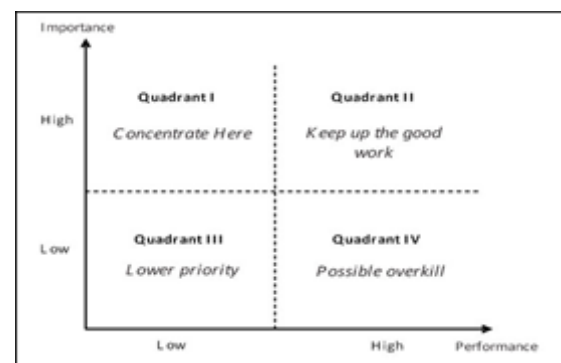 Importance
Quadrant I
Quadrant II
High
Concentrate Here
Keep up the good
work
Quadrant III
Quadrant IV
Low
Lower priority
Possible overkill
Low
High
Performance